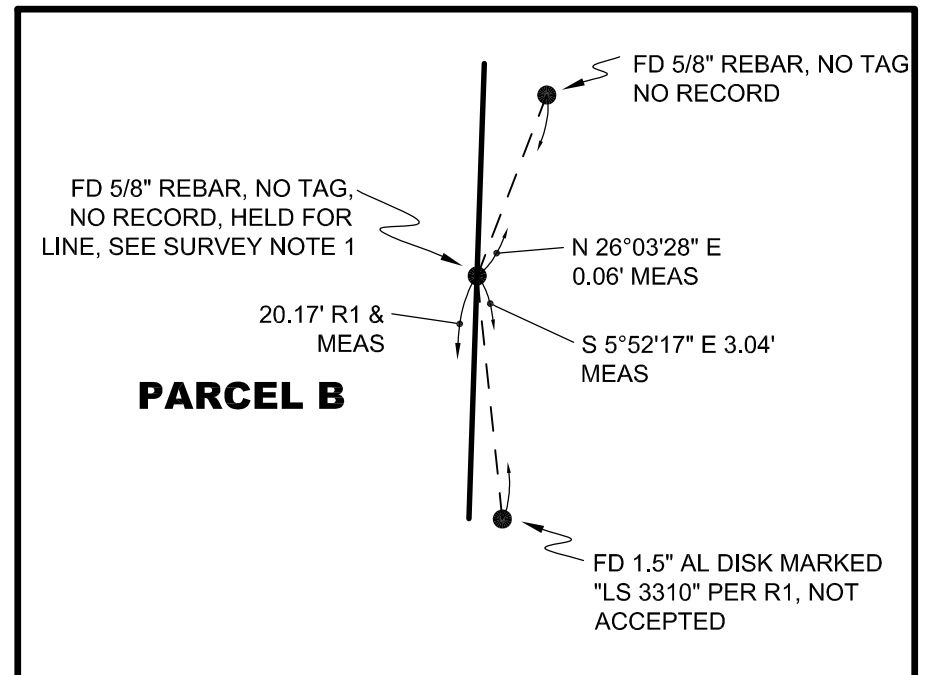 FD 5/8" REBAR, NO TAG
NO RECORD
FD 5/8" REBAR, NO TAG,
NO RECORD, HELD FOR
LINE, SEE SURVEY NOTE 1
N 26°03'28" E
0.06' MEAS
20.17' R1 &
MEAS
S 5°52'17" E 3.04'
MEAS
PARCEL B
FD 1.5" AL DISK MARKED
"LS 3310" PER R1, NOT
ACCEPTED